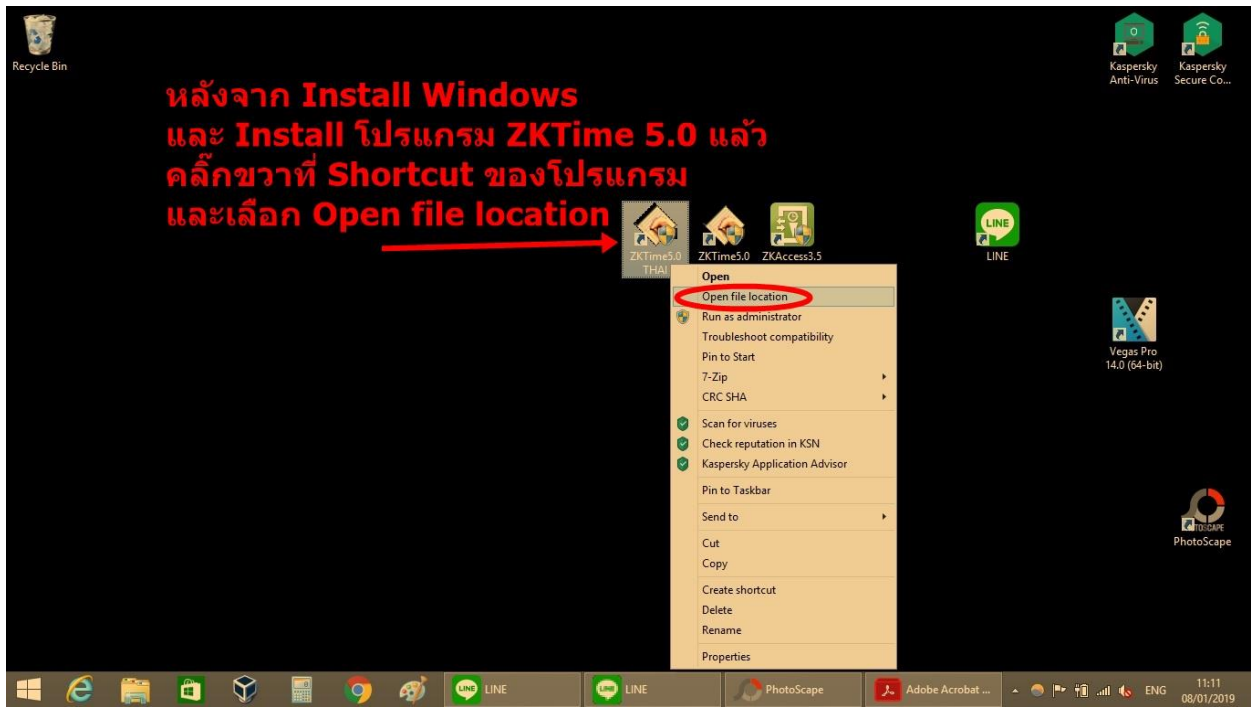 Recycle Bin
Kaspersky
Anti-Virus
Kaspersky
Secure Co...
หลังจาก Install Windows
และ Install โปรแกรม ZKTime 5.0 แล้ว
คลิ๊กขวาที่ Shortcut ของโปรแกรม
และเลือก Open file location
ZKTime5.0
THAI
ZKTime5.0
ZKAccess3.5
LINE
LINE
Open
Open file location
Run as administrator
Troubleshoot compatibility
Pin to Start
7-Zip
CRC SHA
Scan for viruses
Check reputation in KSN
Kaspersky Application Advisor
Pin to Taskbar
Send to
Cut
Copy
Create shortcut
Delete
Rename
Properties
Vegas Pro
14.0 (64-bit)
PhotoScape
LINE
LINE
PhotoScape
Adobe Acrobat ...
ENG
11:11
08/01/2019